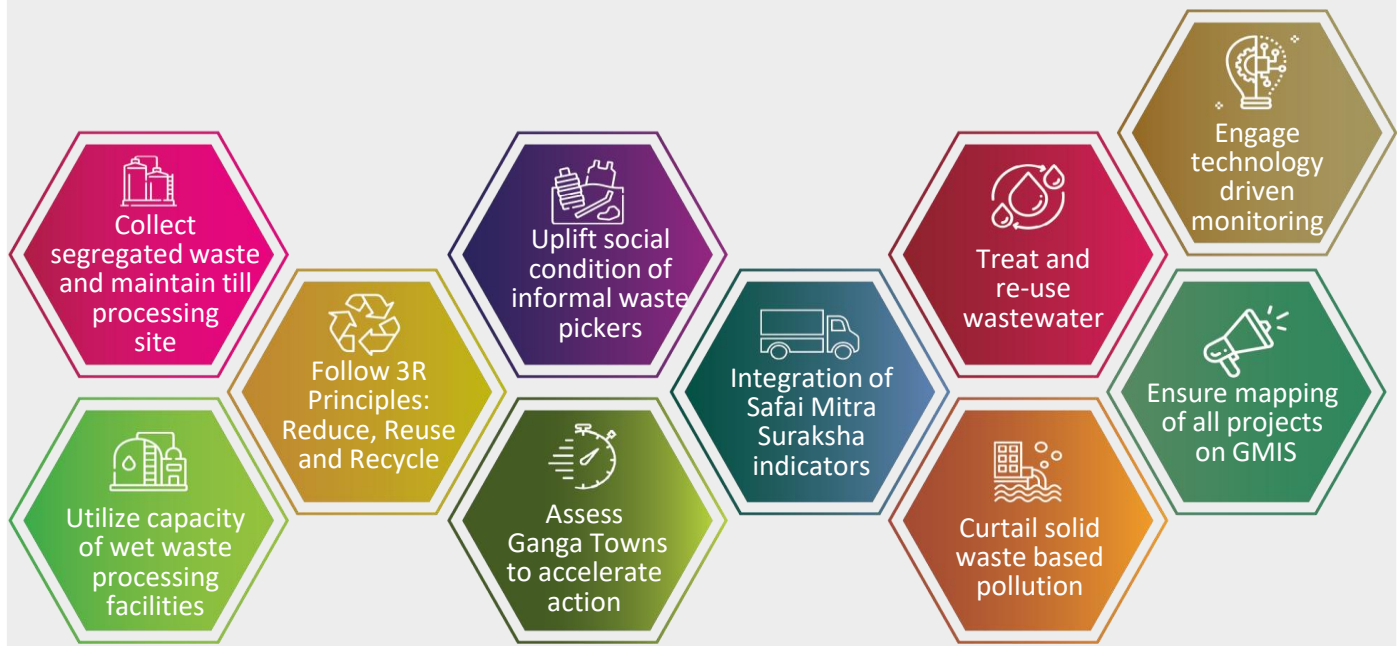 Collect
segregated waste
and maintain till
processing
site
Utilize capacity
of wet waste
processing
facilities
Follow 3R
Principles:
Reduce, Reuse
and Recycle
Uplift social
condition of
informal waste
pickers
Assess
Ganga Towns
to accelerate
action
Integration of
Safai Mitra
Suraksha
indicators
Treat and
re-use
wastewater
Curtail solid
waste based
pollution
Engage
technology
driven
monitoring
Ensure mapping
of all projects
on GMIS